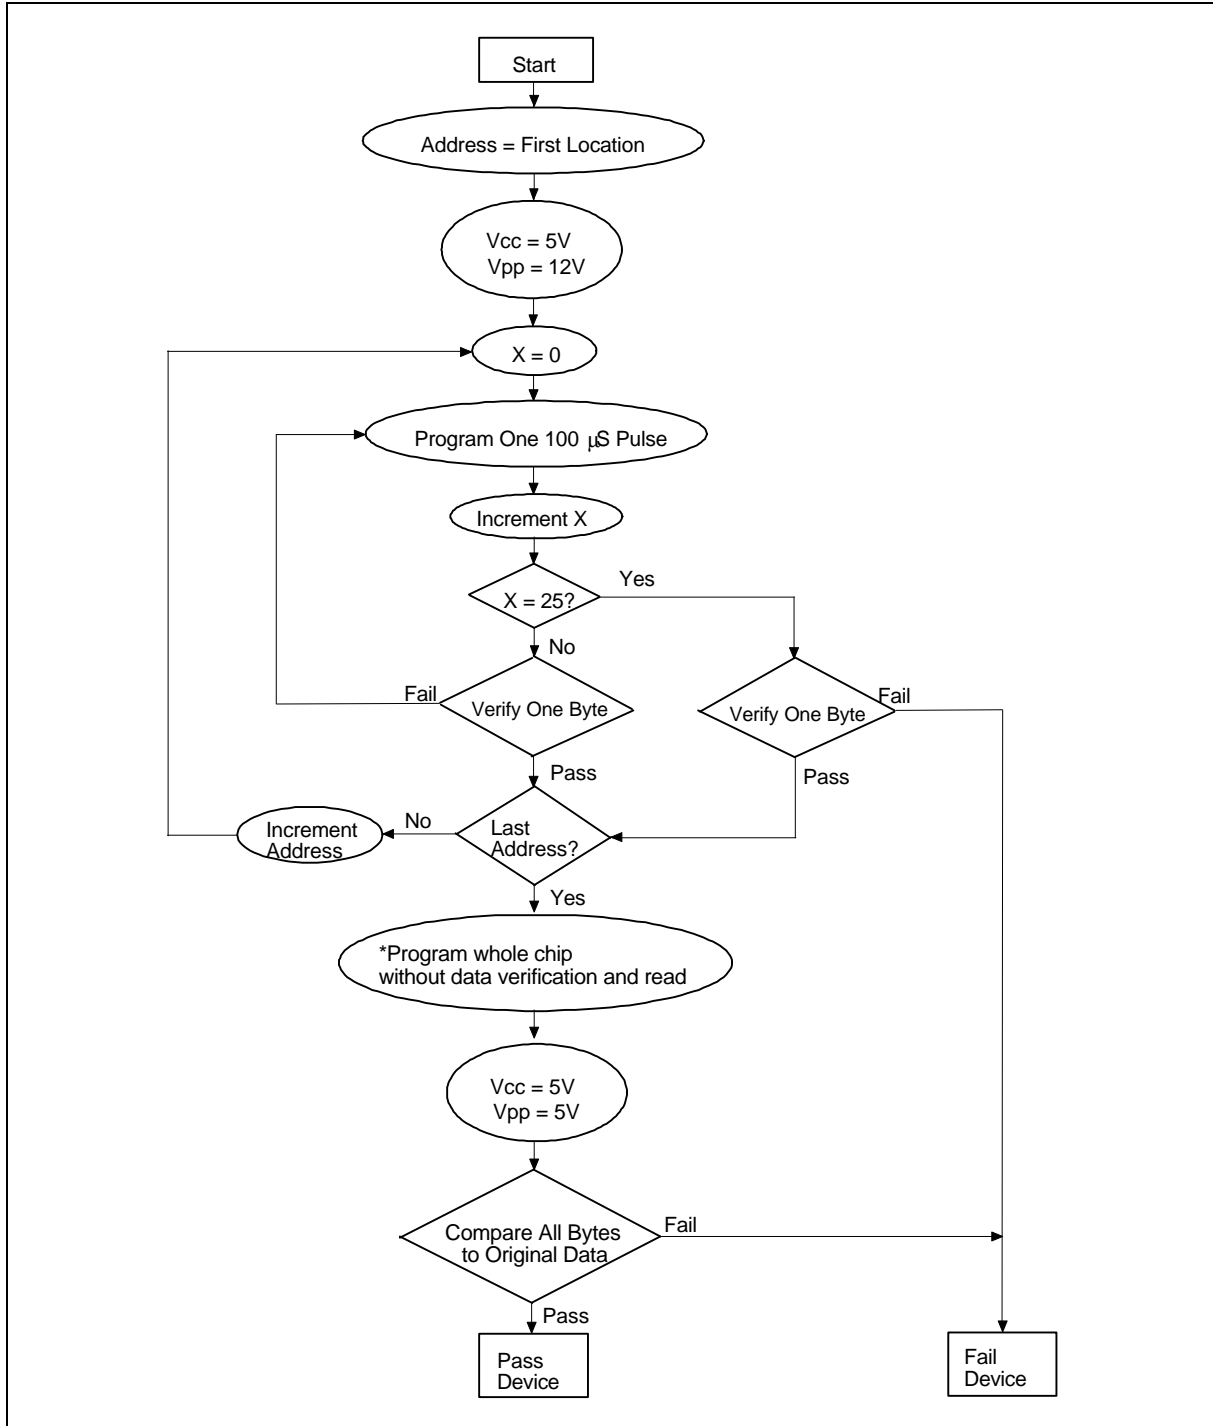 Start
Address = First Location
Vcc = 5V
Vpp = 12V
X = 0
Program One 100 µS Pulse
Increment X
X = 25?
Yes
No
Fail
Verify One Byte
Fail
Verify One Byte
Pass
Pass
Increment
Address
No
Last
Address?
Yes
*Program whole chip
without data verification and read
Vcc = 5V
Vpp = 5V
Compare All Bytes
to Original Data
Fail
Pass
Pass
Device
Fail
Device